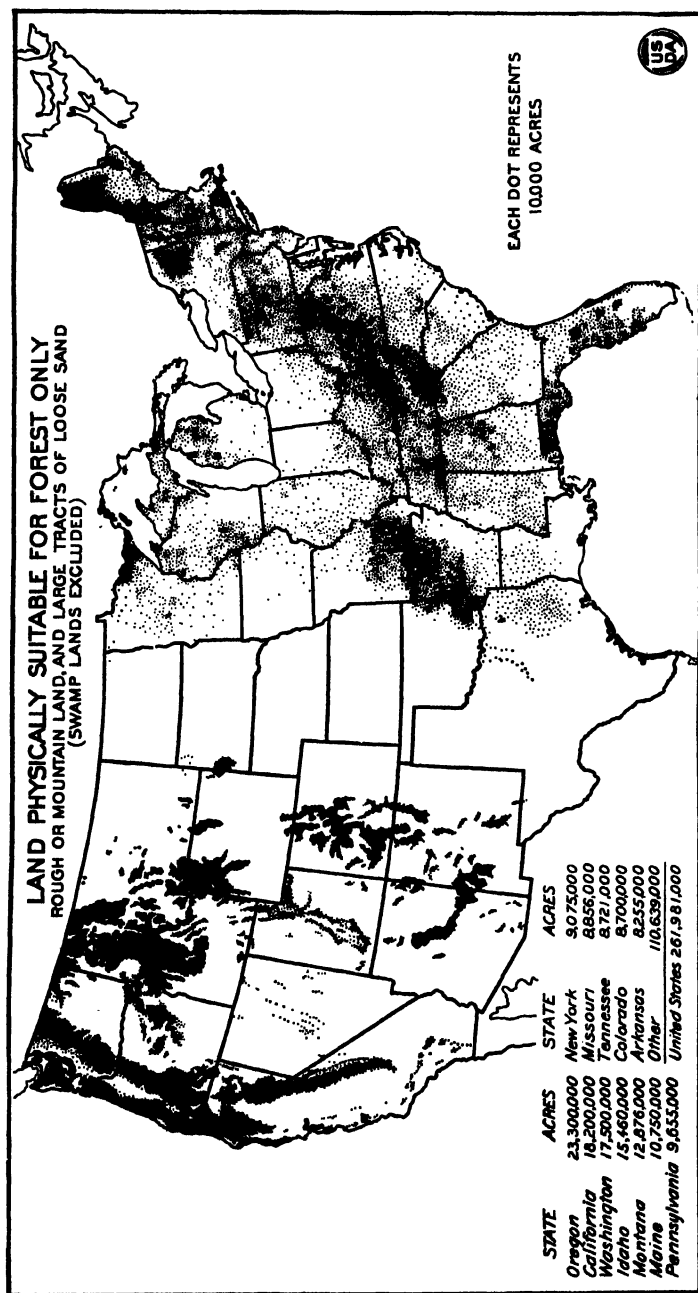 LAND PHYSICALLY SUITABLE FOR FOREST ONLY
ROUGH OR MOUNTAIN LAND, AND LARGE TRACTS OF LOOSE SAND
(SWAMP LANDS EXCLUDED)
EACH DOT REPRESENTS
10,000 ACRES
STATE ACRES STATE ACRES
Oregon 23,300,000 New York 9,075,000
California 18,200,000 Missouri 8,856,000
Washington 17,500,000 Tennessee 8,721,000
Idaho 15,460,000 Colorado 8,700,000
Montana 12,876,000 Arkansas 8,255,000
Maine 10,750,000 Other 110,639,000
Pennsylvania 9,655,000 United States 261,981,000
US
DA